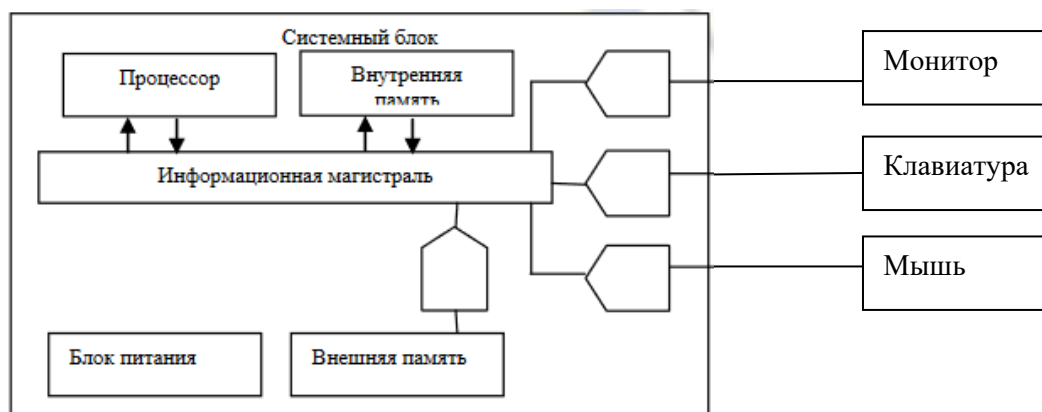 Системный блок
Процессор
Внутренняя
память
Монитор
Информационная магистраль
Клавиатура
Мышь
Блок питания
Внешняя память